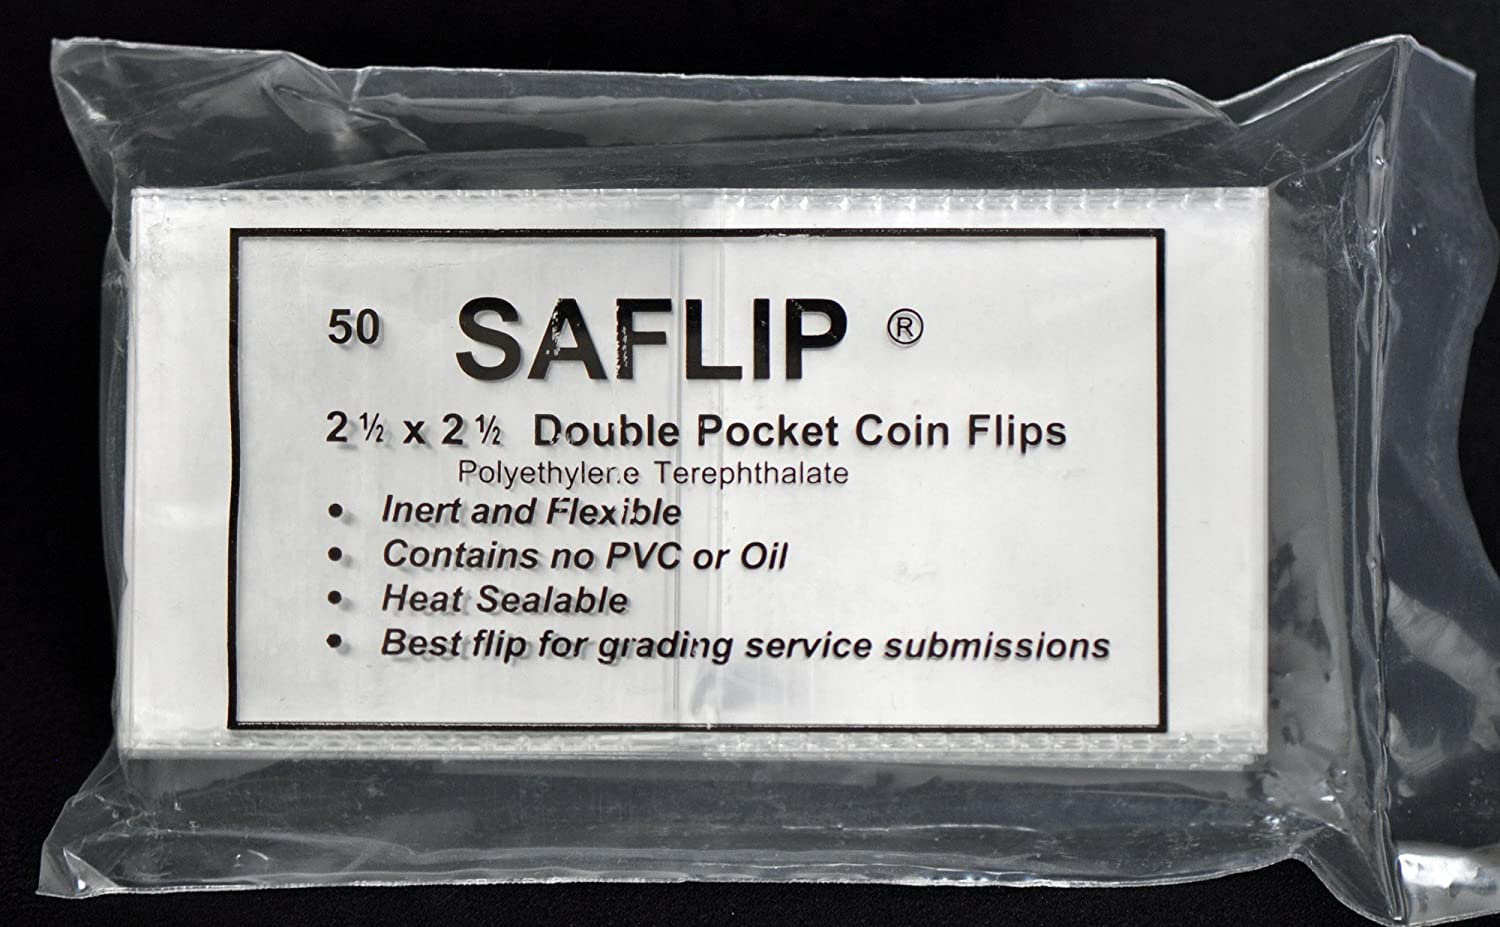 50 SAFLIP ®
2 ½ x 2 ½ Double Pocket Coin Flips
Polyethylene Terephthalate
• Inert and Flexible
• Contains no PVC or Oil
• Heat Sealable
• Best flip for grading service submissions